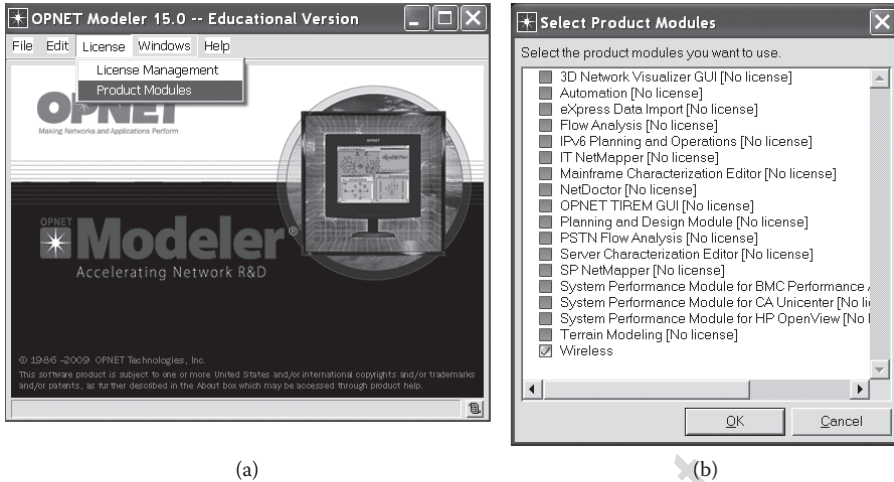 OPNET Modeler 15.0 -- Educational Version
File Edit License Windows Help
License Management
Product Modules
OPNET
Making Networks and Applications Perform
OPNET
Modeler®
Accelerating Network R&D
© 1986-2009 OPNET Technologies, Inc.
This software product is subject to one or more United States and/or international copyrights and/or trademarks
and/or patents, as further described in the About box which may be accessed through product help.
(a)
Select Product Modules
Select the product modules you want to use.
3D Network Visualizer GUI [No license]
Automation [No license]
eXpress Data Import [No license]
Flow Analysis [No license]
IPv6 Planning and Operations [No license]
IT NetMapper [No license]
Mainframe Characterization Editor [No license]
NetDoctor [No license]
OPNET TIREM GUI [No license]
Planning and Design Module [No license]
PSTN Flow Analysis [No license]
Server Characterization Editor [No license]
SP NetMapper [No license]
System Performance Module for BMC Performance
System Performance Module for CA Unicenter [No li
System Performance Module for HP OpenView [No l
Terrain Modeling [No license]
Wireless
OK Cancel
(b)